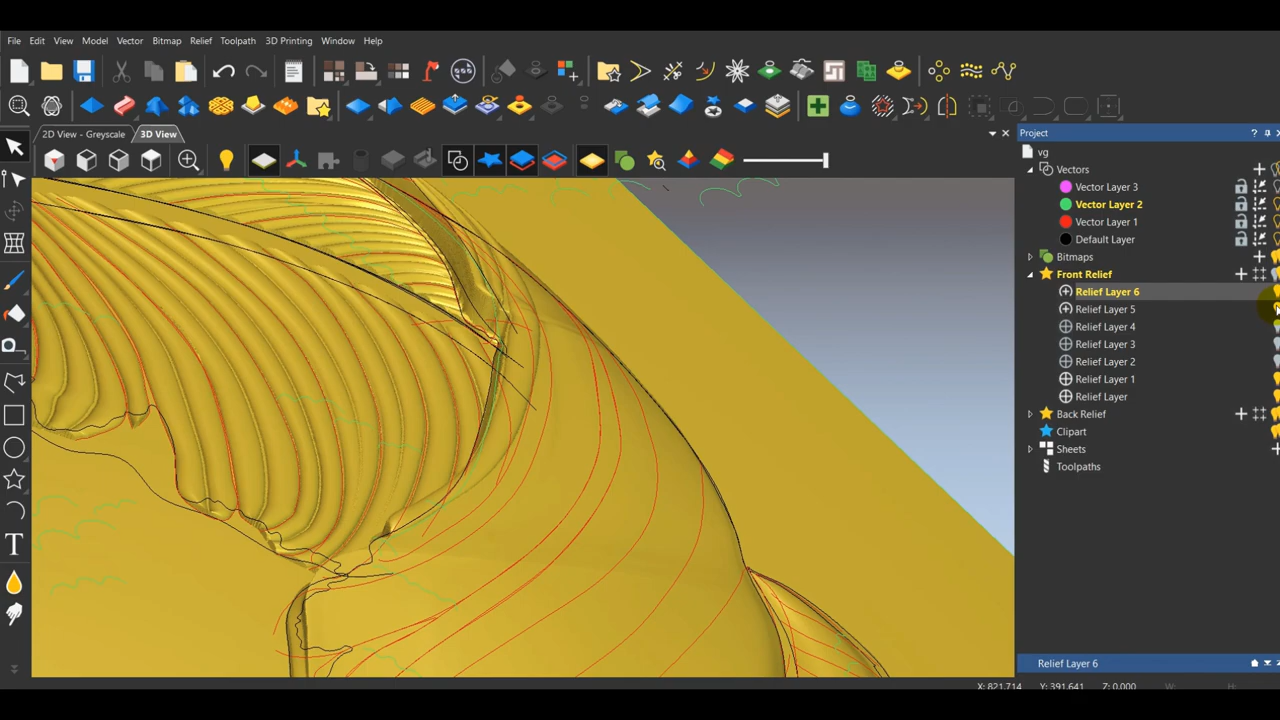 File Edit View Model Vector Bitmap Relief Toolpath 3D Printing Window Help
2D View - Greyscale 3D View
Project
vg
Vectors
Vector Layer 3
Vector Layer 2
Vector Layer 1
Default Layer
Bitmaps
Front Relief
Relief Layer 6
Relief Layer 5
Relief Layer 4
Relief Layer 3
Relief Layer 2
Relief Layer 1
Relief Layer
Back Relief
Clipart
Sheets
Toolpaths
Relief Layer 6
X: 821.714 Y: 391.641 Z: 0.000 W: H: